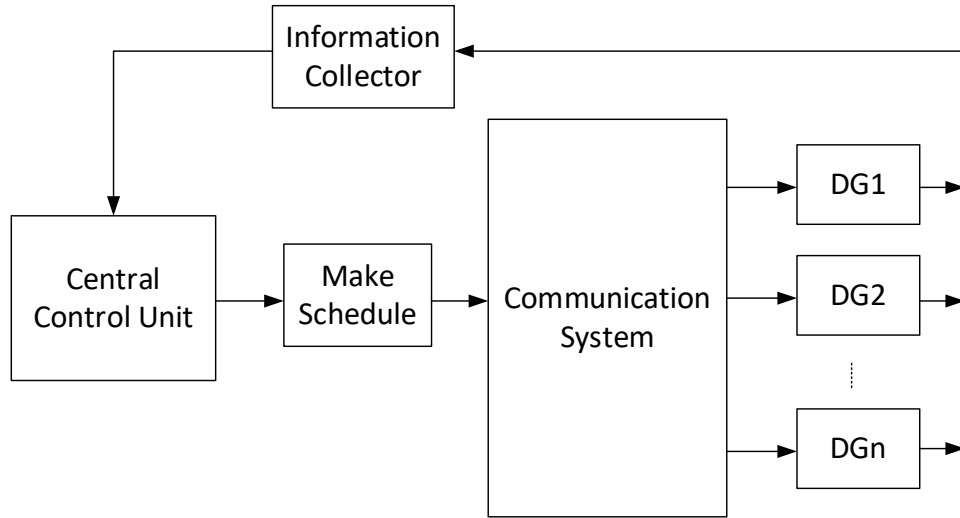 Information
Collector
Central
Control Unit
Make
Schedule
Communication
System
DG1
DG2
DGn